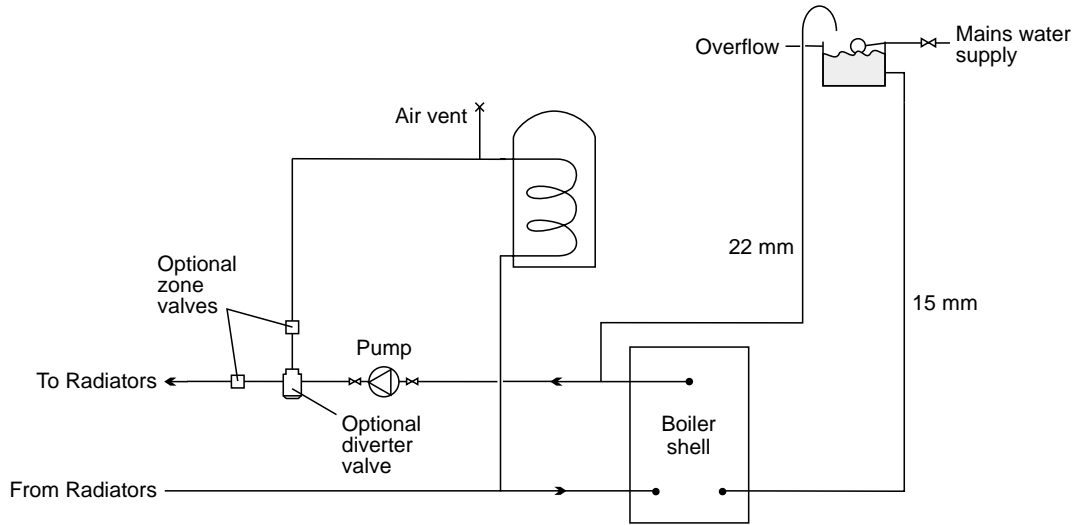 Overflow
Mains water
supply
Air vent
22 mm
Optional
zone
valves
15 mm
Pump
To Radiators
Optional
diverter
valve
Boiler
shell
From Radiators